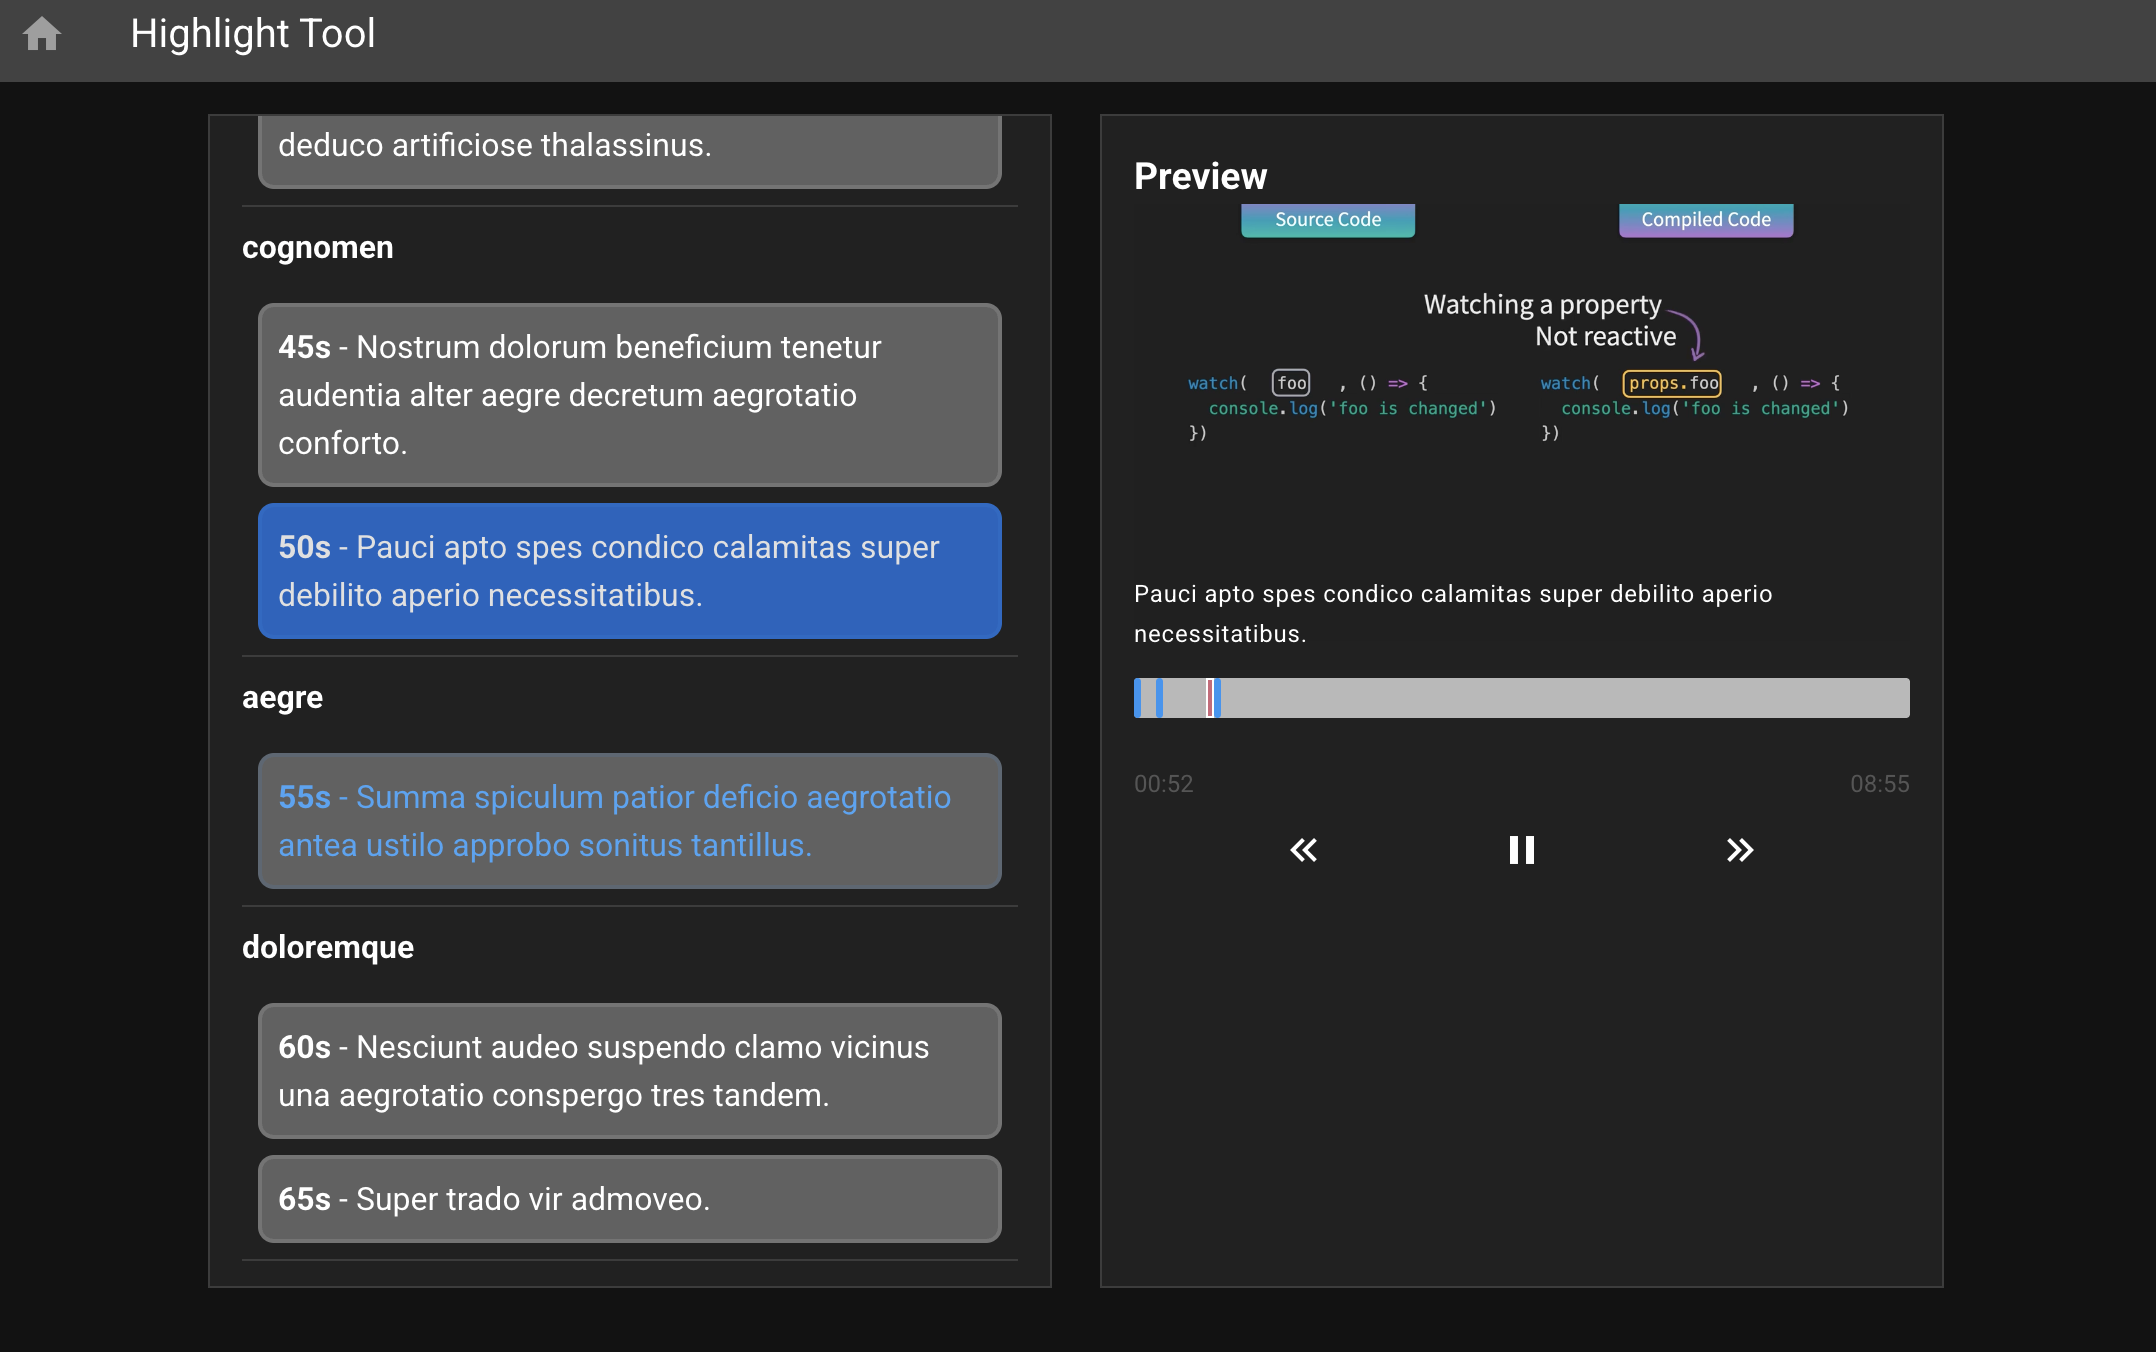 Highlight Tool
deduco artificiose thalassinus.
cognomen
45s - Nostrum dolorum beneficium tenetur
audentia alter aegre decretum aegrotatio
conforto.
50s - Pauci apto spes condico calamitas super
debilito aperio necessitatibus.
aegre
55s - Summa spiculum patior deficio aegrotatio
antea ustilo approbo sonitus tantillus.
doloremque
60s - Nesciunt audeo suspendo clamo vicinus
una aegrotatio conspergo tres tandem.
65s - Super trado vir admoveo.
Preview
Source Code
Compiled Code
Watching a property
Not reactive
watch( foo , () => {
console.log('foo is changed')
})
watch( props.foo , () => {
console.log('foo is changed')
})
Pauci apto spes condico calamitas super debilito aperio
necessitatibus.
00:52
08:55